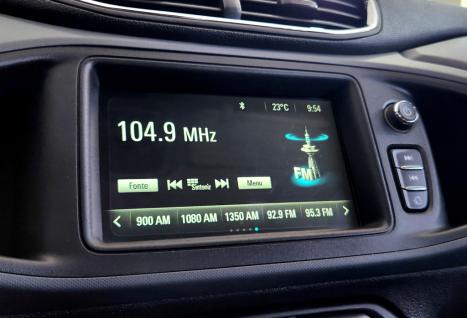 23°C 9:54
104.9 MHz
FM
Fonte Sintonia Menu
900 AM 1080 AM 1350 AM 92.9 FM 95.3 FM